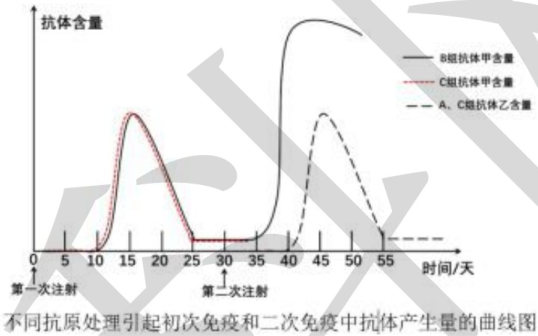 抗体含量
B组抗体甲含量
C组抗体甲含量
A、C组抗体乙含量
0 5 10 15 20 25 30 35 40 45 50 55 时间/天
第一次注射 第二次注射
不同抗原处理引起初次免疫和二次免疫中抗体产生量的曲线图